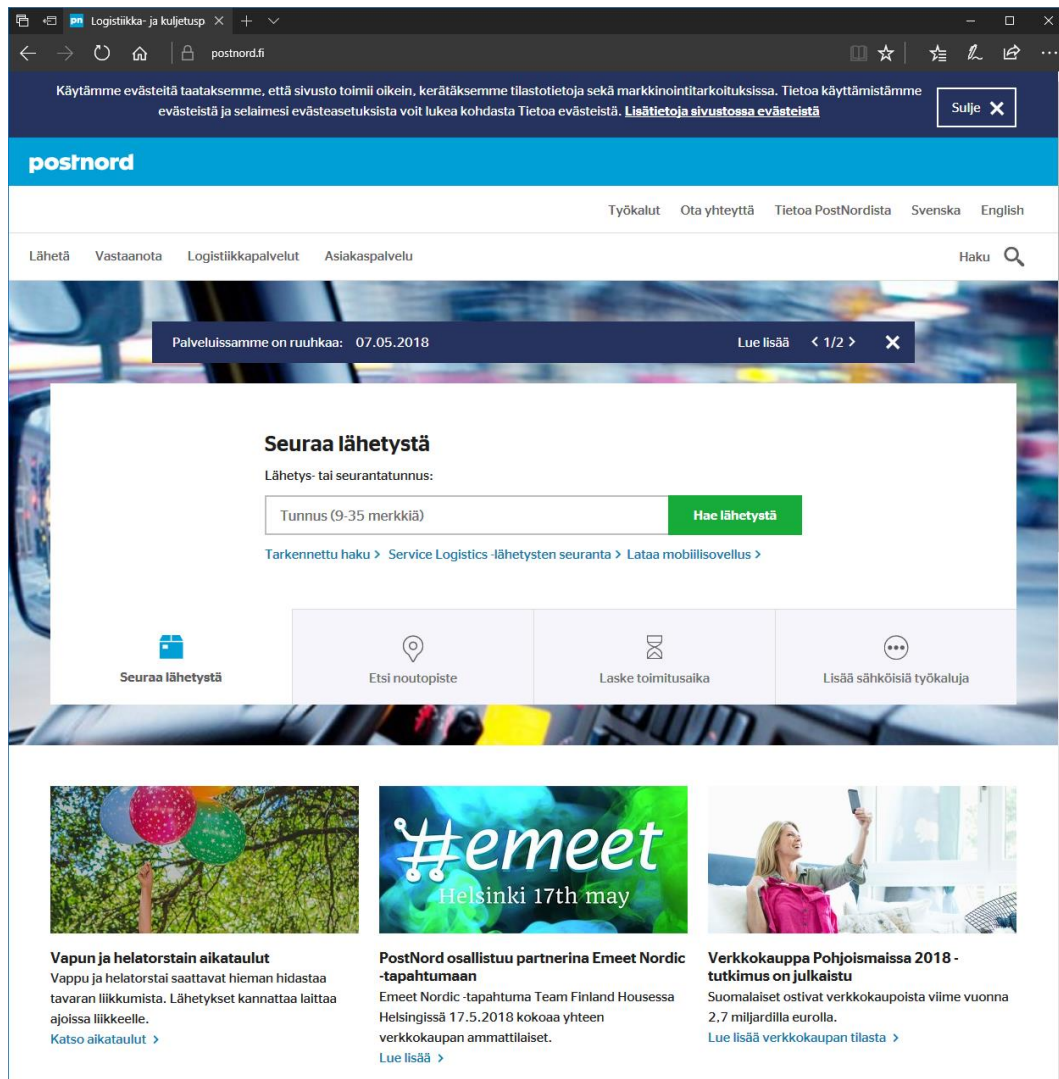 pn Logistiikka- ja kuljetusp
postnord.fi
Käytämme evästeitä taataksemme, että sivusto toimii oikein, kerätäksemme tilastotietoja sekä markkinointitarkoituksissa. Tietoa käyttämistämme
evästeistä ja selaimesi evästeasetuksista voit lukea kohdasta Tietoa evästeistä. Lisätietoja sivustossa evästeistä
Sulje
postnord
Työkalut Ota yhteyttä Tietoa PostNordista Svenska English
Lähetä Vastaanota Logistiikkapalvelut Asiakaspalvelu Haku
Palveluissamme on ruuhkaa: 07.05.2018 Lue lisää < 1/2 >
Seuraa lähetystä
Lähetys- tai seurantatunnus:
Tunnus (9-35 merkkiä) Hae lähetystä
Tarkennettu haku > Service Logistics -lähetysten seuranta > Lataa mobiilisovellus >
Seuraa lähetystä Etsi noutopiste Laske toimitusaika Lisää sähköisiä työkaluja
#emeet
Helsinki 17th may
Vapun ja helatorstain aikataulut
Vappu ja helatorstai saattavat hieman hidastaa
tavaran liikkumista. Lähetykset kannattaa laittaa
ajoissa liikkeelle.
Katso aikataulut >
PostNord osallistuu partnerina Emeet Nordic
-tapahtumaan
Emeet Nordic -tapahtuma Team Finland Housessa
Helsingissä 17.5.2018 kokoaa yhteen
verkkokaupan ammattilaiset.
Lue lisää >
Verkkokauppa Pohjoismaissa 2018 -
tutkimus on julkaistu
Suomalaiset ostivat verkkokaupoista viime vuonna
2,7 miljardilla eurolla.
Lue lisää verkkokaupan tilasta >